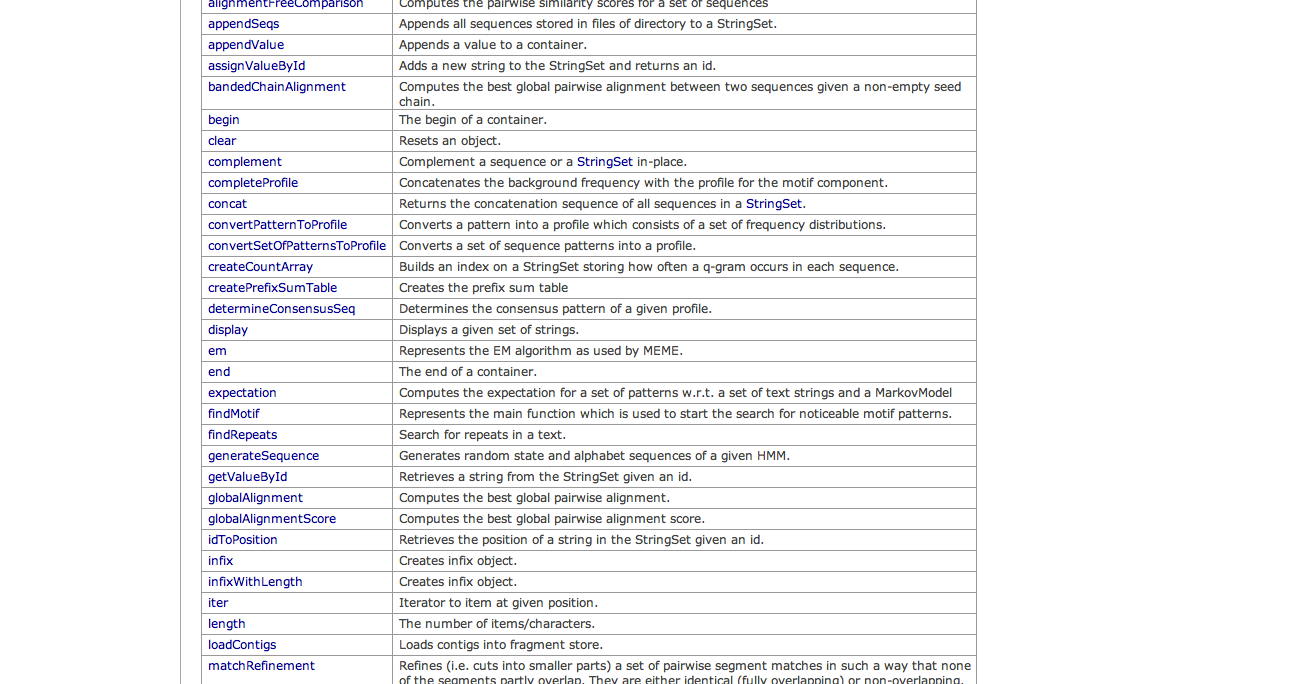 alignmentFreeComparison Computes the pairwise similarity scores for a set of sequences
appendSeqs Appends all sequences stored in files of directory to a StringSet.
appendValue Appends a value to a container.
assignValueById Adds a new string to the StringSet and returns an id.
bandedChainAlignment Computes the best global pairwise alignment between two sequences given a non-empty seed
chain.
begin The begin of a container.
clear Resets an object.
complement Complement a sequence or a StringSet in-place.
completeProfile Concatenates the background frequency with the profile for the motif component.
concat Returns the concatenation sequence of all sequences in a StringSet.
convertPatternToProfile Converts a pattern into a profile which consists of a set of frequency distributions.
convertSetOfPatternsToProfile Converts a set of sequence patterns into a profile.
createCountArray Builds an index on a StringSet storing how often a q-gram occurs in each sequence.
createPrefixSumTable Creates the prefix sum table
determineConsensusSeq Determines the consensus pattern of a given profile.
display Displays a given set of strings.
em Represents the EM algorithm as used by MEME.
end The end of a container.
expectation Computes the expectation for a set of patterns w.r.t. a set of text strings and a MarkovModel
findMotif Represents the main function which is used to start the search for noticeable motif patterns.
findRepeats Search for repeats in a text.
generateSequence Generates random state and alphabet sequences of a given HMM.
getValueById Retrieves a string from the StringSet given an id.
globalAlignment Computes the best global pairwise alignment.
globalAlignmentScore Computes the best global pairwise alignment score.
idToPosition Retrieves the position of a string in the StringSet given an id.
infix Creates infix object.
infixWithLength Creates infix object.
iter Iterator to item at given position.
length The number of items/characters.
loadContigs Loads contigs into fragment store.
matchRefinement Refines (i.e. cuts into smaller parts) a set of pairwise segment matches in such a way that none
of the segments partly overlap. They are either identical (fully overlapping) or non-overlapping.